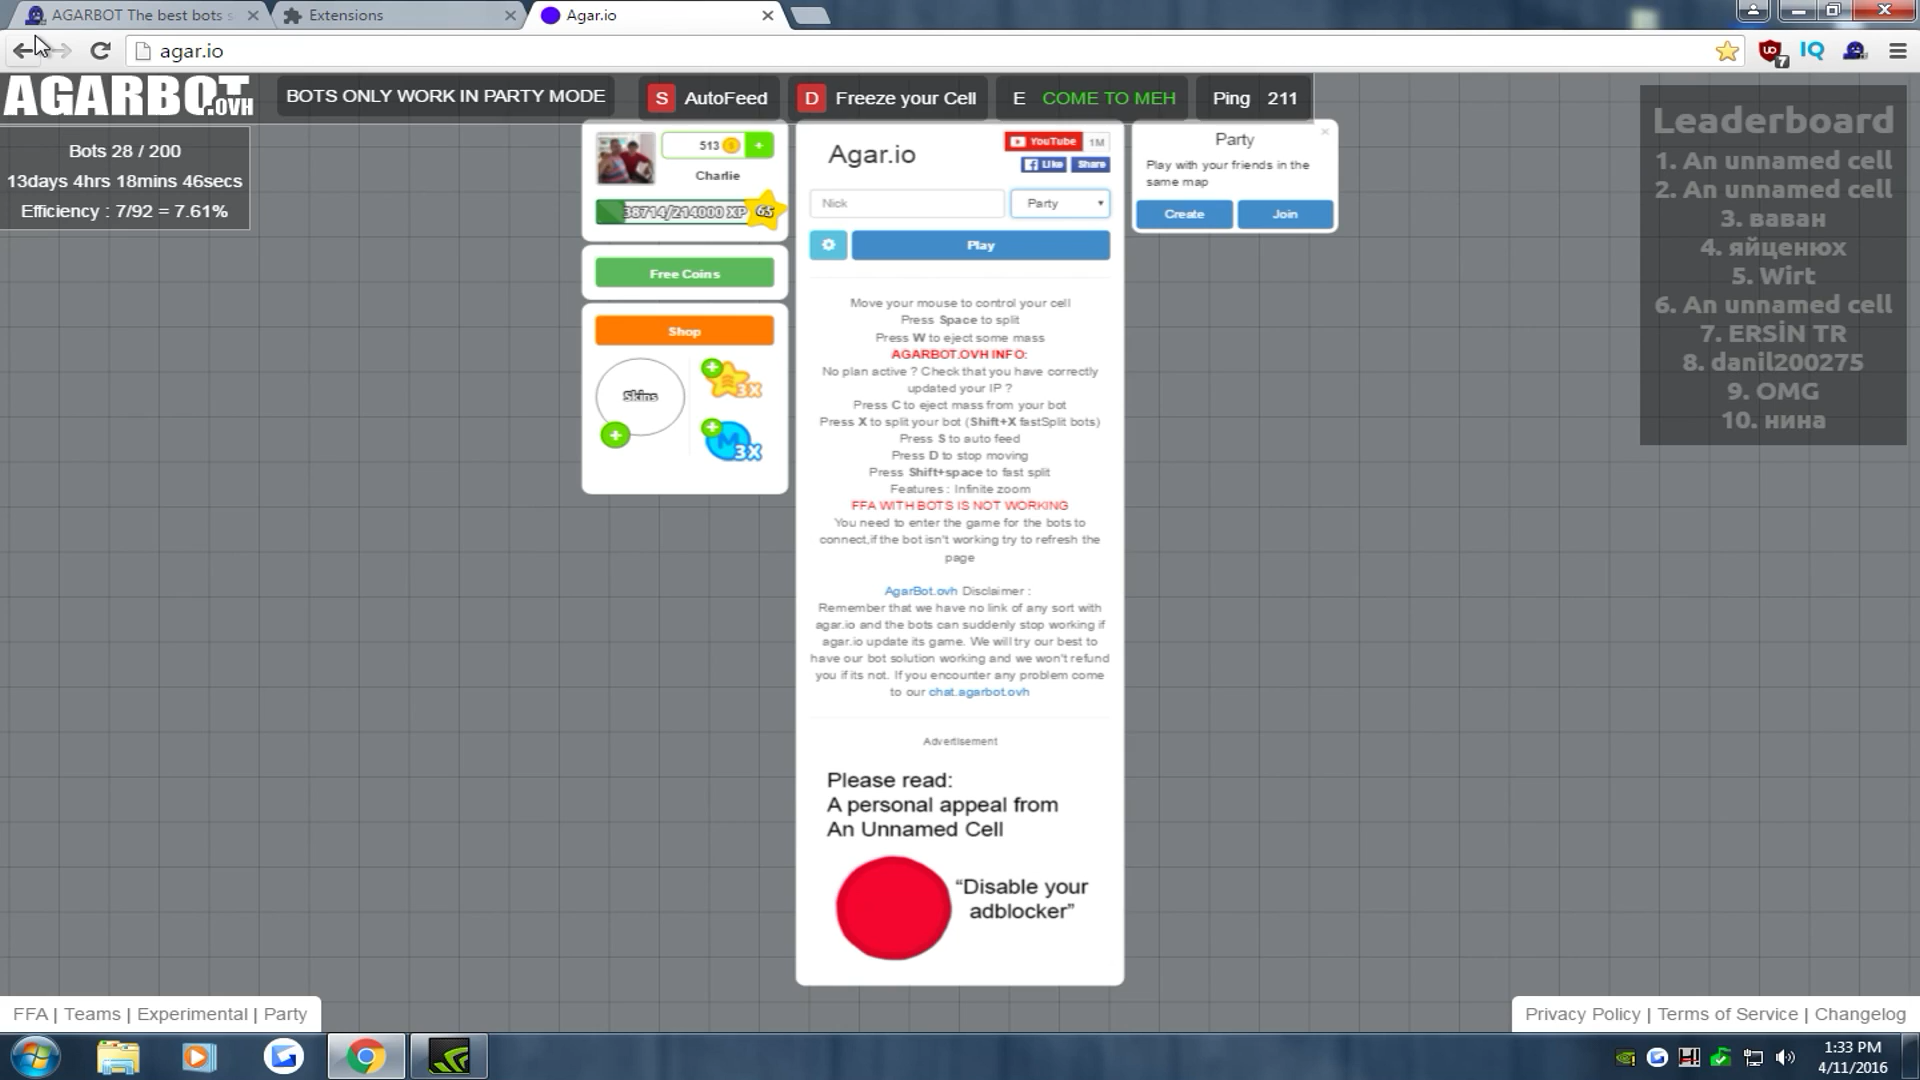 AGARBOT The best bots s
Extensions
Agar.io
agar.io
UD
7
IQ
AGARBOT.OVH
BOTS ONLY WORK IN PARTY MODE
S AutoFeed
D Freeze your Cell
E COME TO MEH
Ping 211
Bots 28 / 200
13days 4hrs 18mins 46secs
Efficiency : 7/92 = 7.61%
513
+
Charlie
38714/214000 XP 65
Free Coins
Shop
Skins
3X
M 3X
Agar.io
YouTube 1M
Like Share
Nick
Party
Play
Move your mouse to control your cell
Press Space to split
Press W to eject some mass
AGARBOT.OVH INFO:
No plan active ? Check that you have correctly
updated your IP ?
Press C to eject mass from your bot
Press X to split your bot (Shift+X fastSplit bots)
Press S to auto feed
Press D to stop moving
Press Shift+space to fast split
Features : Infinite zoom
FFA WITH BOTS IS NOT WORKING
You need to enter the game for the bots to
connect,if the bot isn't working try to refresh the
page
AgarBot.ovh Disclaimer :
Remember that we have no link of any sort with
agar.io and the bots can suddenly stop working if
agar.io update its game. We will try our best to
have our bot solution working and we won't refund
you if its not. If you encounter any problem come
to our chat.agarbot.ovh
Advertisement
Please read:
A personal appeal from
An Unnamed Cell
“Disable your
adblocker”
Party
Play with your friends in the
same map
Create
Join
Leaderboard
1. An unnamed cell
2. An unnamed cell
3. ваван
4. яйценюх
5. Wirt
6. An unnamed cell
7. ERSİN TR
8. danil200275
9. OMG
10. нина
FFA | Teams | Experimental | Party
Privacy Policy | Terms of Service | Changelog
1:33 PM
4/11/2016